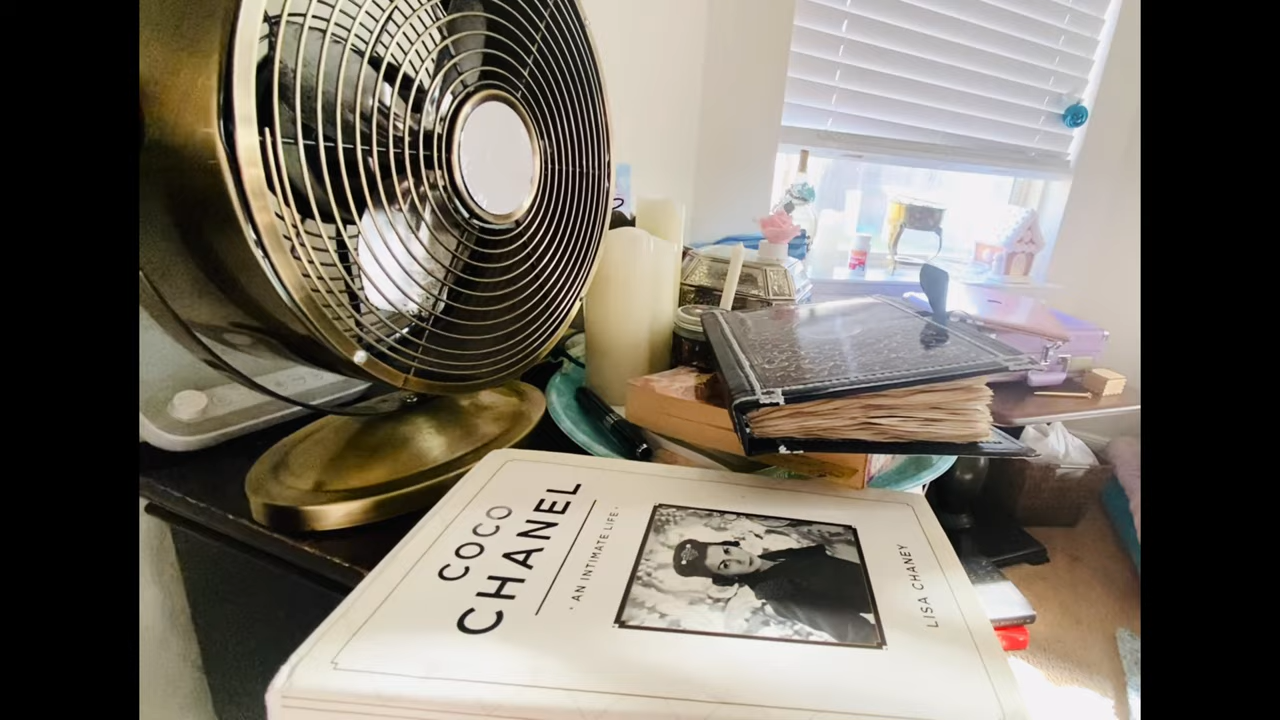 COCO
CHANEL
· AN INTIMATE LIFE ·
LISA CHANEY